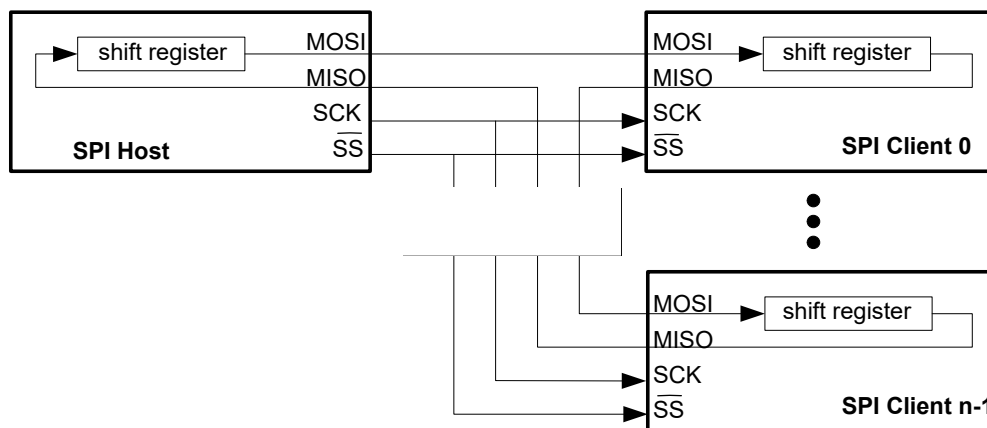 shift register
MOSI
MISO
SCK
SS
SPI Host
MOSI
shift register
MISO
SCK
SS
SPI Client 0
MOSI
shift register
MISO
SCK
SS
SPI Client n-1